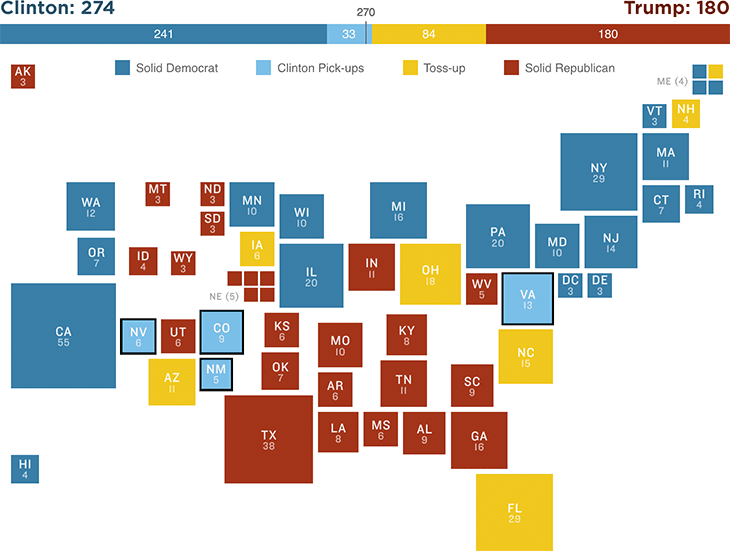 Clinton: 274
270
Trump: 180
241
33
84
180
Solid Democrat
Clinton Pick-ups
Toss-up
Solid Republican
AK
3
ME (4)
VT
3
NH
4
NY
29
MA
11
WA
12
MT
3
ND
3
MN
10
WI
10
MI
16
CT
7
RI
4
SD
3
PA
20
MD
10
NJ
14
OR
7
ID
4
WY
3
IA
6
IL
20
IN
11
OH
18
WV
5
VA
13
DC
3
DE
3
NE (5)
CA
55
NV
6
UT
6
CO
9
KS
6
MO
10
KY
8
NC
15
AZ
11
NM
5
OK
7
AR
6
TN
11
SC
9
TX
38
LA
8
MS
6
AL
9
GA
16
HI
4
FL
29